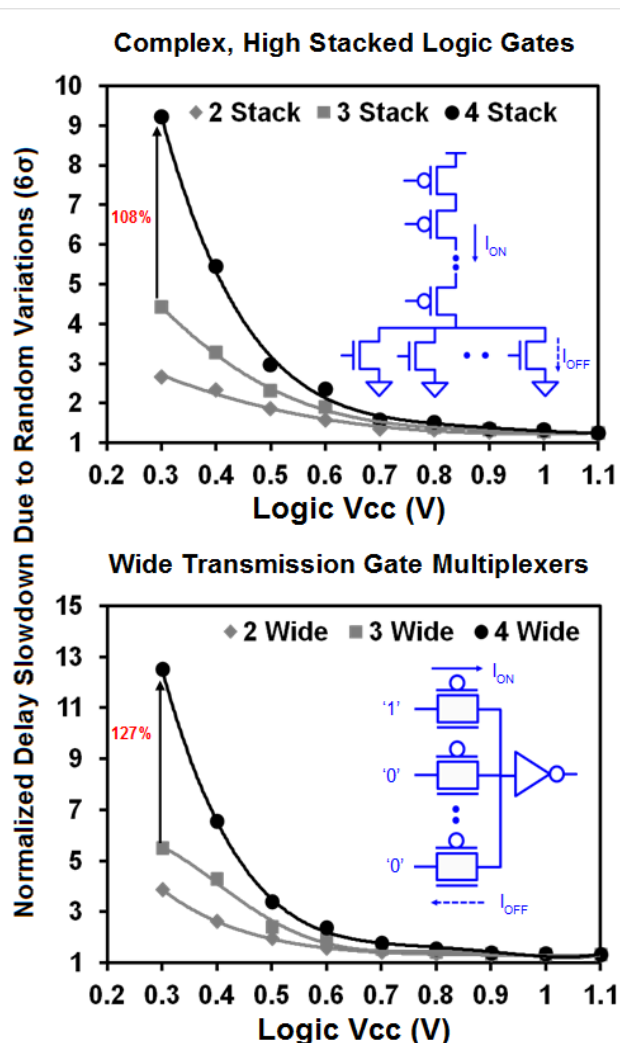 Complex, High Stacked Logic Gates
Normalized Delay Slowdown Due to Random Variations (6σ)
10
9
8
7
6
5
4
3
2
1
2 Stack 3 Stack 4 Stack
108%
ION
IOFF
0.2 0.3 0.4 0.5 0.6 0.7 0.8 0.9 1 1.1
Logic Vcc (V)
Wide Transmission Gate Multiplexers
15
13
11
9
7
5
3
1
2 Wide 3 Wide 4 Wide
127%
ION
'1'
'0'
'0'
IOFF
0.2 0.3 0.4 0.5 0.6 0.7 0.8 0.9 1 1.1
Logic Vcc (V)